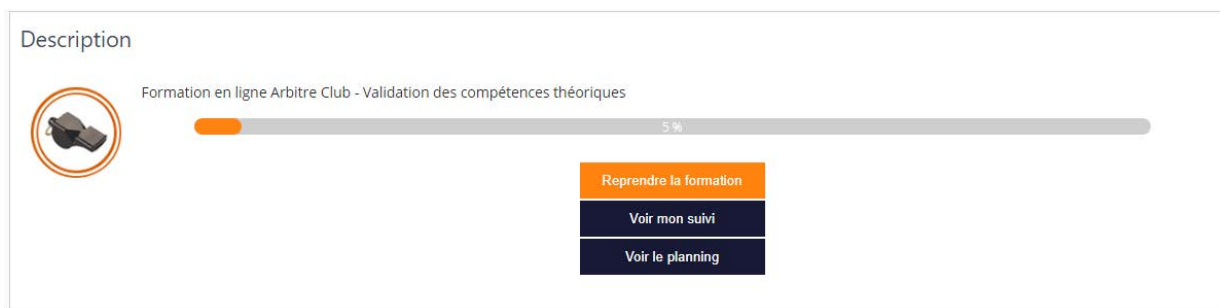 Description
Formation en ligne Arbitre Club - Validation des compétences théoriques
5 %
Reprendre la formation
Voir mon suivi
Voir le planning